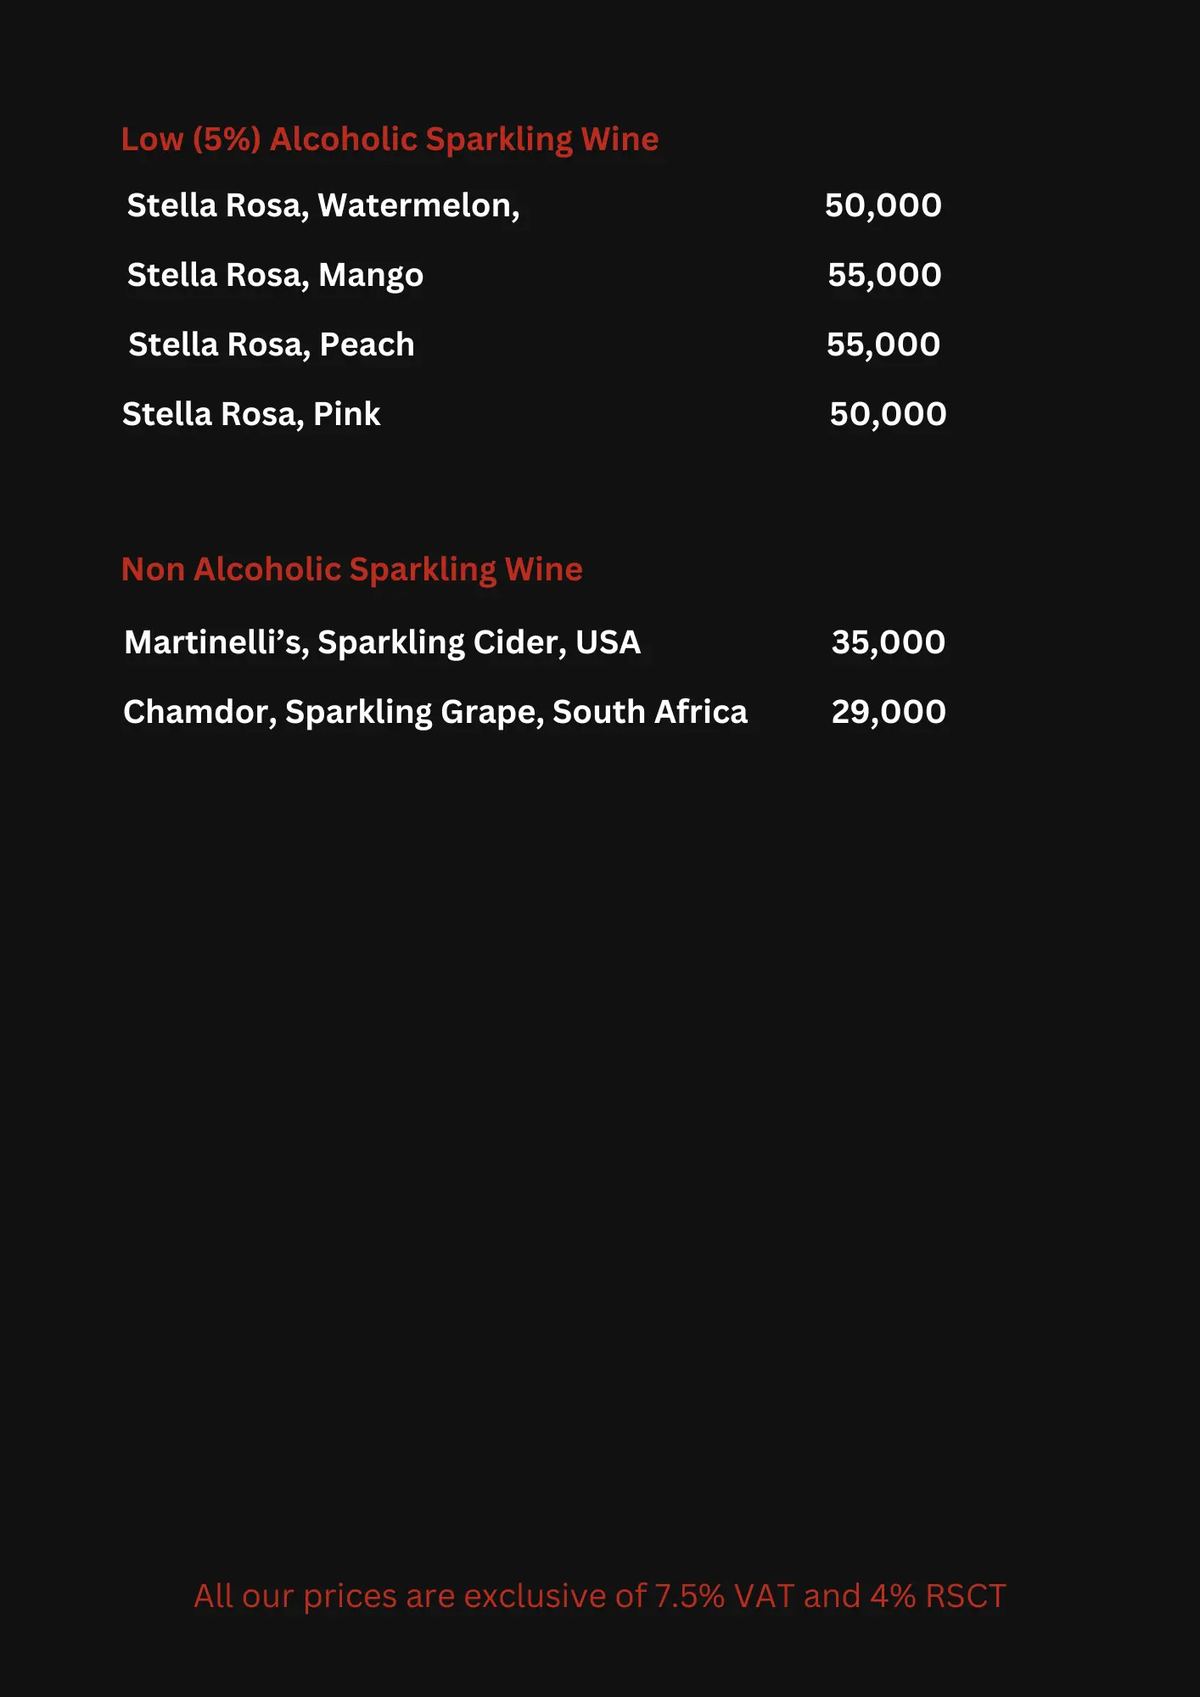 Low (5%) Alcoholic Sparkling Wine
Stella Rosa, Watermelon, 50,000
Stella Rosa, Mango 55,000
Stella Rosa, Peach 55,000
Stella Rosa, Pink 50,000
Non Alcoholic Sparkling Wine
Martinelli’s, Sparkling Cider, USA 35,000
Chamdor, Sparkling Grape, South Africa 29,000
All our prices are exclusive of 7.5% VAT and 4% RSCT